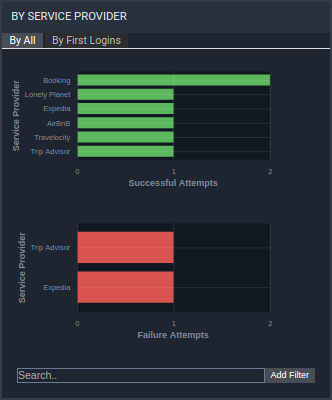 BY SERVICE PROVIDER
By All By First Logins
Service Provider
Booking
Lonely Planet
Expedia
AirBnB
Travelocity
Trip Advisor
0 1 2
Successful Attempts
Service Provider
Trip Advisor
Expedia
0 1 2
Failure Attempts
Search.. Add Filter